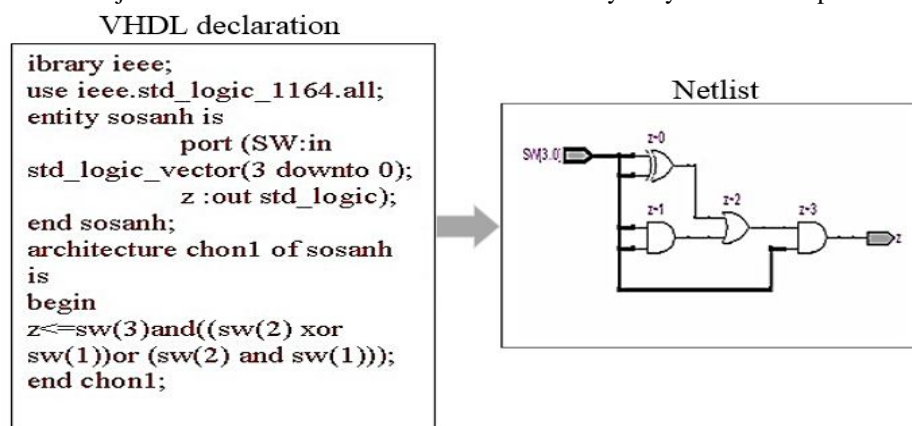 VHDL declaration
ibrary ieee;
use ieee.std_logic_1164.all;
entity sosanh is
port (SW:in
std_logic_vector(3 downto 0);
z :out std_logic);
end sosanh;
architecture chon1 of sosanh
is
begin
z<=sw(3)and((sw(2) xor
sw(1))or (sw(2) and sw(1)));
end chon1;
Netlist
SW[3..0]
z~0
z~1
z~2
z~3
z